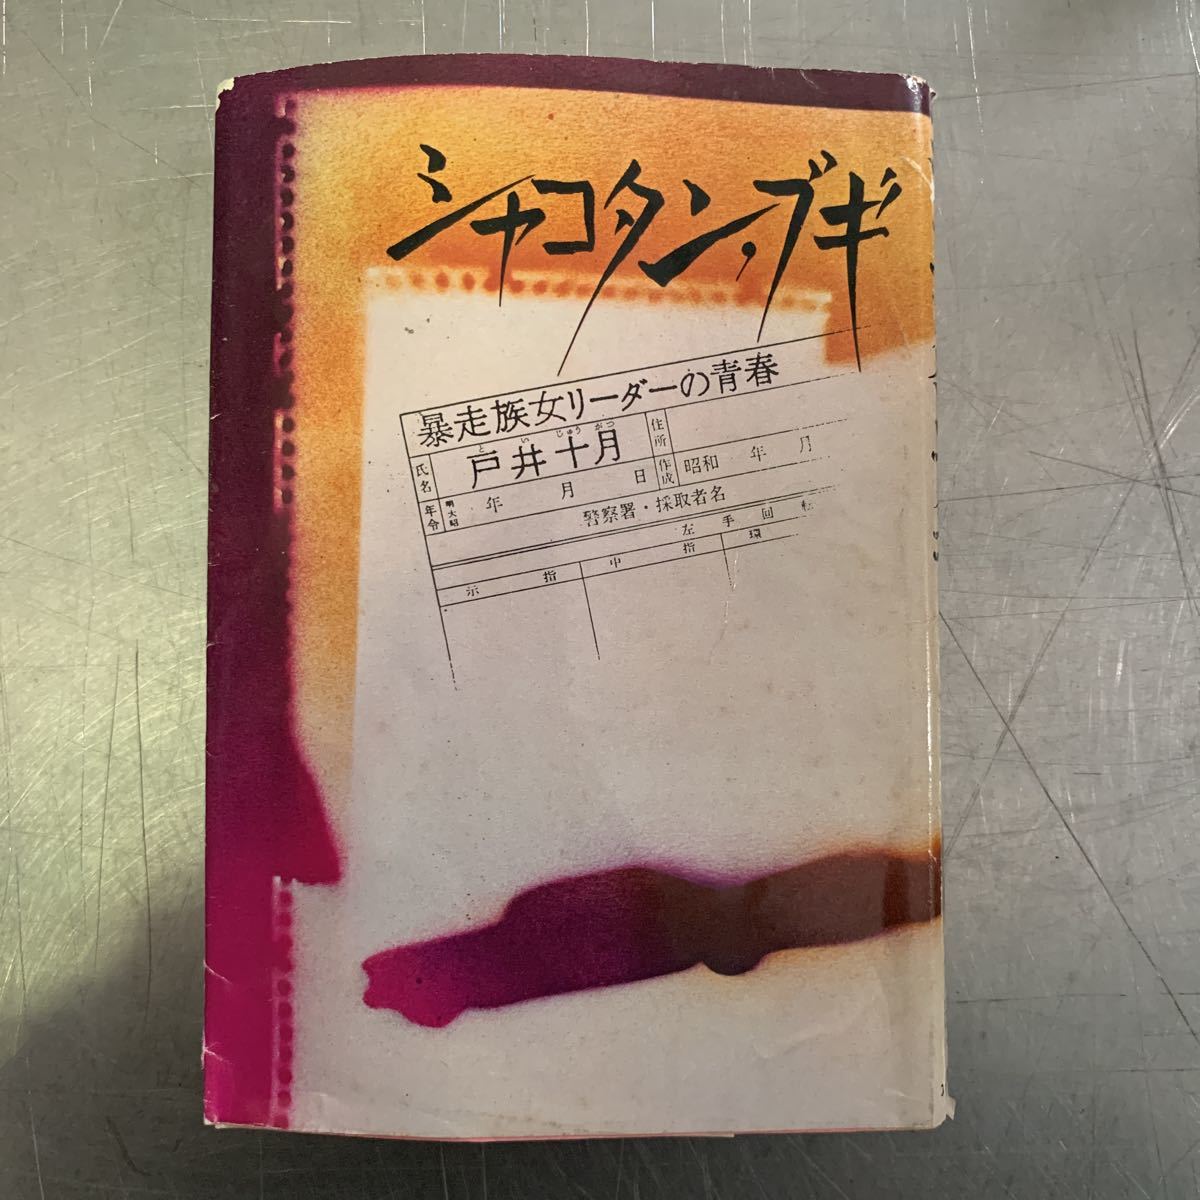 シャコタン・ブギ
暴走族女リーダーの青春
氏名 戸井十月 住所
と い じゅう がつ
年令 明大昭 年 月 日 作成 昭和 年 月
警察署・採取者名
左手回転
示指 中指 環